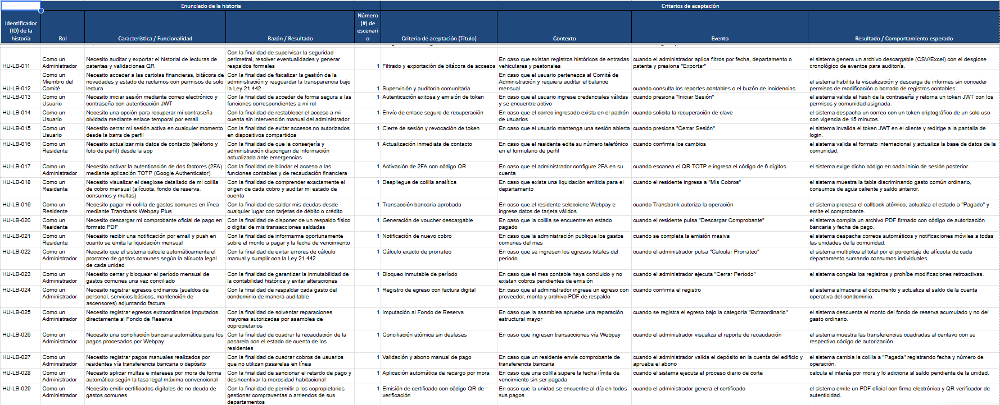 Enunciado de la historia
Criterios de aceptación
Identificador (ID) de la historia
Rol
Característica / Funcionalidad
Razón / Resultado
Número (#) de escenario
Criterio de aceptación (Título)
Contexto
Evento
Resultado / Comportamiento esperado
HU-LB-011
Como un Administrador
Necesito auditar y exportar el historial de lecturas de patentes y validaciones QR
Con la finalidad de supervisar la seguridad perimetral, resolver eventualidades y generar respaldos formales
1
Filtrado y exportación de bitácora de accesos
En caso que existan registros históricos de entradas vehiculares y peatonales
cuando el administrador aplica filtros por fecha, departamento o patente y presiona "Exportar"
el sistema genera un archivo descargable (CSV/Excel) con el desglose cronológico de eventos para auditoría.
HU-LB-012
Como un Miembro del Comité
Necesito acceder a las cartolas financieras, bitácora de novedades y estado de reclamos con permisos de solo lectura
Con la finalidad de fiscalizar la gestión de la administración y resguardar la transparencia bajo la Ley 21.442
1
Supervisión y auditoría comunitaria
En caso que el usuario pertenezca al Comité de Administración y requiera auditar el balance mensual
cuando consulta los reportes contables o el buzón de incidencias
el sistema habilita la visualización y descarga de informes sin conceder permisos de modificación o borrado de registros contables.
HU-LB-013
Como un Usuario
Necesito iniciar sesión mediante correo electrónico y contraseña con autenticación JWT
Con la finalidad de acceder de forma segura a las funciones correspondientes a mi rol
1
Autenticación exitosa y emisión de token
En caso que el usuario ingrese credenciales válidas y se encuentre activo
cuando presiona "Iniciar Sesión"
el sistema valida el hash de la contraseña y retorna un token JWT con los permisos y comunidad asignada.
HU-LB-014
Como un Usuario
Necesito una opción para recuperar mi contraseña olvidada mediante enlace temporal por email
Con la finalidad de restablecer el acceso a mi cuenta sin intervención manual del administrador
1
Envío de enlace seguro de recuperación
En caso que el correo ingresado exista en el padrón de usuarios
cuando solicita la recuperación de clave
el sistema despacha un correo con un token criptográfico de un solo uso con vigencia de 15 minutos.
HU-LB-015
Como un Usuario
Necesito cerrar mi sesión activa en cualquier momento desde la barra de perfil
Con la finalidad de evitar accesos no autorizados en dispositivos compartidos
1
Cierre de sesión y revocación de token
En caso que el usuario mantenga una sesión abierta
cuando presiona "Cerrar Sesión"
el sistema invalida el token JWT en el cliente y redirige a la pantalla de login.
HU-LB-016
Como un Residente
Necesito actualizar mis datos de contacto (teléfono y foto de perfil) desde la app
Con la finalidad de que la conserjería y administración dispongan de información actualizada ante emergencias
1
Actualización inmediata de contacto
En caso que el residente edite su número telefónico en el formulario de perfil
cuando confirma los cambios
el sistema valida el formato internacional y actualiza la base de datos de la comunidad.
HU-LB-017
Como un Administrador
Necesito activar la autenticación de dos factores (2FA) mediante aplicación TOTP (Google Authenticator)
Con la finalidad de blindar el acceso a las funciones contables y de recaudación financiera
1
Activación de 2FA con código QR
En caso que el administrador configure 2FA en su cuenta
cuando escanea el QR TOTP e ingresa el código de 6 dígitos
el sistema exige dicho código en cada inicio de sesión posterior.
HU-LB-018
Como un Residente
Necesito visualizar el desglose detallado de mi colilla de cobro mensual (alícuota, fondo de reserva, consumos y multas)
Con la finalidad de comprender exactamente el origen de cada cobro y auditar mi estado de cuenta
1
Despliegue de colilla analítica
En caso que exista una liquidación emitida para el departamento
cuando el residente ingresa a "Mis Cobros"
el sistema muestra la tabla discriminando gasto común ordinario, consumos de agua caliente y saldo anterior.
HU-LB-019
Como un Residente
Necesito pagar mi colilla de gastos comunes en línea mediante Transbank Webpay Plus
Con la finalidad de saldar mis deudas desde cualquier lugar con tarjetas de débito o crédito
1
Transacción bancaria aprobada
En caso que el residente seleccione Webpay e ingrese datos de tarjeta válidos
cuando Transbank autoriza la operación
el sistema procesa el callback atómico, actualiza el estado a "Pagado" y emite el comprobante.
HU-LB-020
Como un Residente
Necesito descargar mi comprobante oficial de pago en formato PDF
Con la finalidad de disponer de un respaldo físico o digital de mis transacciones saldadas
1
Generación de voucher descargable
En caso que la colilla se encuentre en estado pagado
cuando el residente pulsa "Descargar Comprobante"
el sistema compila un archivo PDF firmado con código de autorización bancaria y fecha de pago.
HU-LB-021
Como un Residente
Necesito recibir una notificación por email y push en cuanto se emita la liquidación mensual
Con la finalidad de informarme oportunamente sobre el monto a pagar y la fecha de vencimiento
1
Notificación de nuevo cobro
En caso que la administración publique los gastos comunes del mes
cuando se completa la emisión masiva
el sistema despacha correos automáticos y notificaciones móviles a todas las unidades de la comunidad.
HU-LB-022
Como un Administrador
Necesito que el sistema calcule automáticamente el prorrateo de gastos comunes según la alícuota legal de cada unidad
Con la finalidad de evitar errores de cálculo manual y cumplir con la Ley 21.442
1
Cálculo exacto de prorrateo
En caso que se ingresen los egresos totales del periodo
cuando el administrador pulsa "Calcular Prorrateo"
el sistema multiplica el total por el porcentaje de alícuota de cada departamento sumando consumos individuales.
HU-LB-023
Como un Administrador
Necesito cerrar y bloquear el período mensual de gastos comunes una vez conciliado
Con la finalidad de garantizar la inmutabilidad de la contabilidad histórica y evitar alteraciones
1
Bloqueo inmutable de período
En caso que el mes contable haya concluido y no existan cobros pendientes de emisión
cuando el administrador ejecuta "Cerrar Período"
el sistema congela los registros y prohíbe modificaciones retroactivas.
HU-LB-024
Como un Administrador
Necesito registrar egresos ordinarios (sueldos de personal, servicios básicos, mantención de ascensores) adjuntando factura
Con la finalidad de respaldar cada gasto del condominio de manera auditable
1
Registro de egreso con factura digital
En caso que el administrador ingrese un egreso con proveedor, monto y archivo PDF de respaldo
cuando confirma el registro
el sistema almacena el documento y actualiza el saldo de la cuenta operativa del condominio.
HU-LB-025
Como un Administrador
Necesito registrar egresos extraordinarios imputados directamente al Fondo de Reserva
Con la finalidad de solventar reparaciones mayores autorizadas por asamblea de copropietarios
1
Imputación al Fondo de Reserva
En caso que la asamblea apruebe una reparación estructural mayor
cuando se registra el egreso bajo la categoría "Extraordinario"
el sistema descuenta el monto del fondo de reserva acumulado y no del gasto ordinario.
HU-LB-026
Como un Administrador
Necesito una conciliación bancaria automática para los pagos procesados por Webpay
Con la finalidad de cuadrar la recaudación de la pasarela con el estado de cuenta de los residentes
1
Conciliación atómica sin desfases
En caso que ingresen transacciones vía Webpay
cuando el administrador visualiza el reporte de recaudación
el sistema muestra las transferencias cuadradas al centavo con su respectivo código de autorización.
HU-LB-027
Como un Administrador
Necesito registrar pagos manuales realizados por residentes vía transferencia bancaria o depósito
Con la finalidad de cuadrar cobros de usuarios que no utilizan pasarelas en línea
1
Validación y abono manual de pago
En caso que un residente envíe comprobante de transferencia bancaria
cuando el administrador valida el depósito en la cuenta del edificio y aprueba el abono
el sistema cambia la colilla a "Pagada" registrando fecha y número de operación.
HU-LB-028
Como un Administrador
Necesito aplicar multas e intereses por mora de forma automática según la tasa legal máxima convencional
Con la finalidad de sancionar el retardo de pago y desincentivar la morosidad habitacional
1
Aplicación automática de recargo por mora
En caso que una colilla supere la fecha límite de vencimiento sin ser pagada
cuando el sistema ejecuta el proceso diario de corte
calcula el interés por mora y lo adiciona al saldo pendiente de la unidad.
HU-LB-029
Como un Administrador
Necesito emitir certificados digitales de no deuda de gastos comunes
Con la finalidad de permitir a los copropietarios gestionar compraventas o arriendos de sus departamentos
1
Emisión de certificado con código QR de verificación
En caso que la unidad se encuentre al día en todos sus pagos
cuando el administrador genera el certificado
el sistema emite un PDF oficial con firma electrónica y QR verificador de autenticidad.